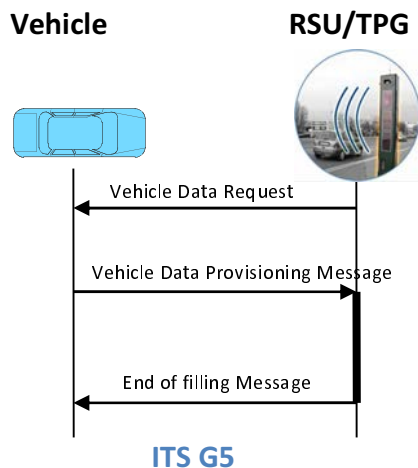 Vehicle RSU/TPG
Vehicle Data Request
Vehicle Data Provisioning Message
End of filling Message
ITS G5